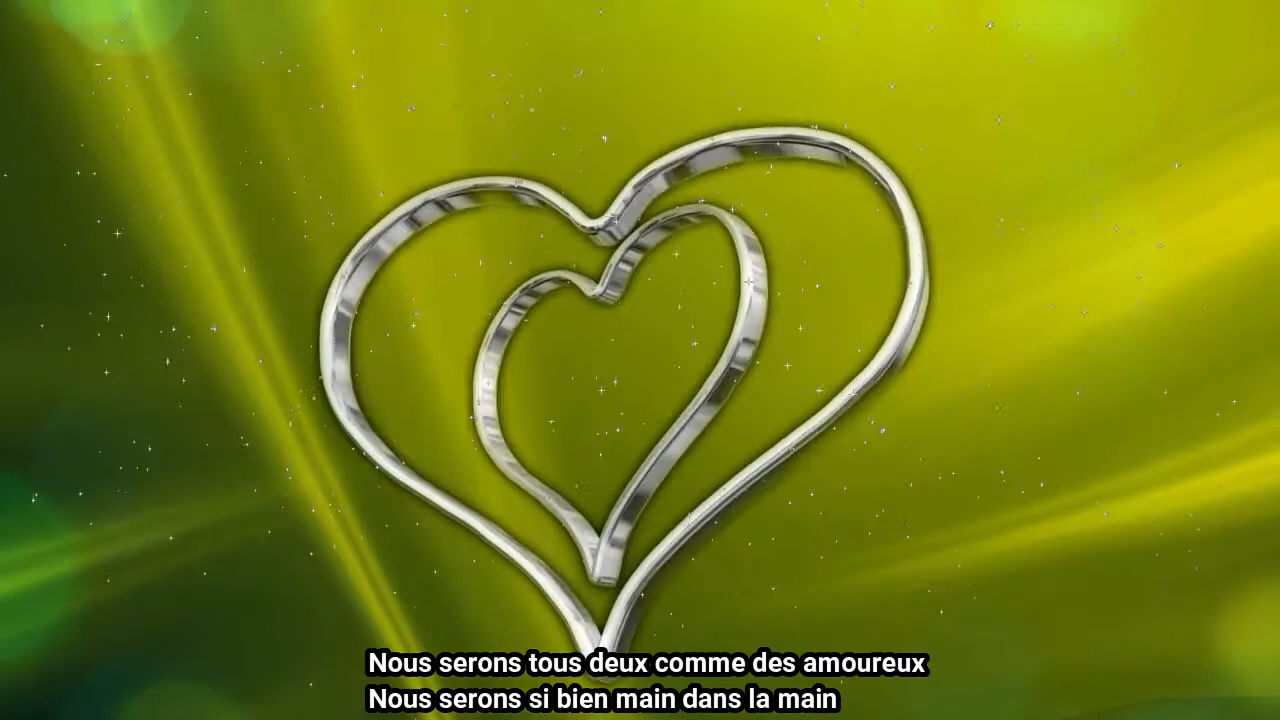 Nous serons tous deux comme des amoureux
Nous serons si bien main dans la main